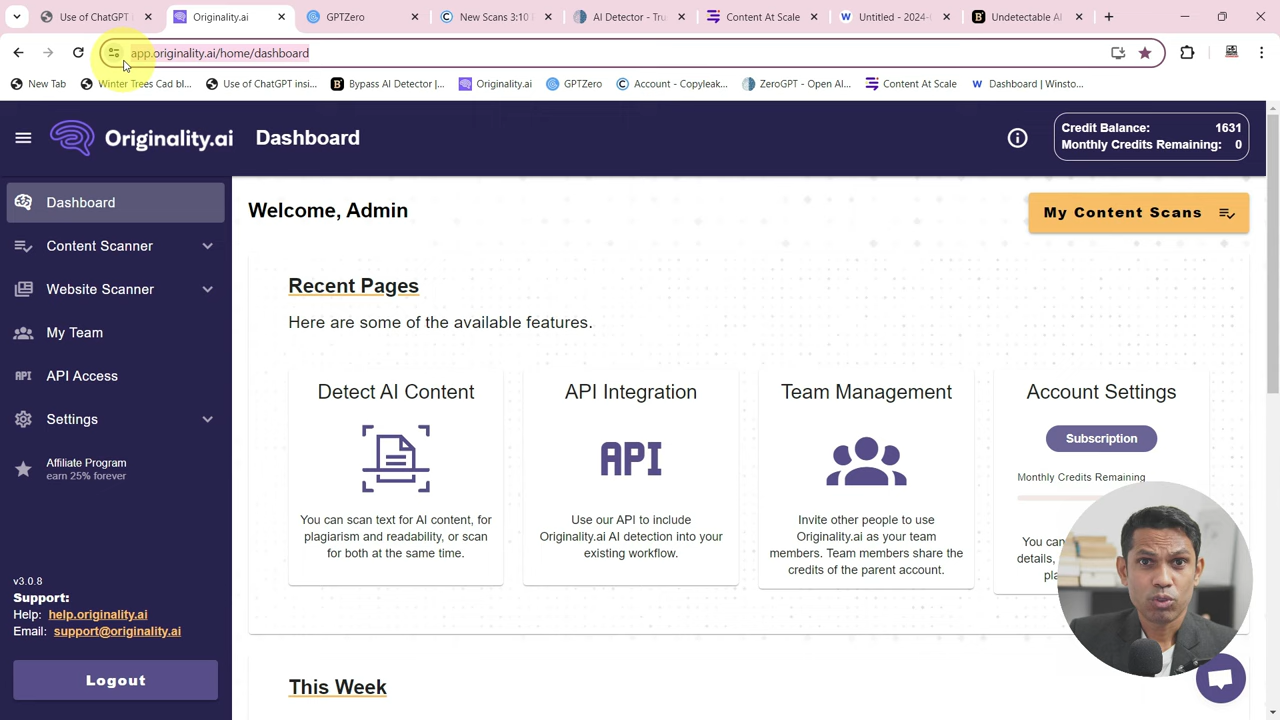 Use of ChatGPT
Originality.ai
GPTZero
New Scans 3:10
AI Detector - Tru
Content At Scale
Untitled - 2024-
Undetectable AI
app.originality.ai/home/dashboard
New Tab
Winter Trees Cad bl...
Use of ChatGPT insi...
Bypass AI Detector |...
Originality.ai
GPTZero
Account - Copyleak...
ZeroGPT - Open AI...
Content At Scale
Dashboard | Winsto...
Originality.ai
Dashboard
Credit Balance: 1631
Monthly Credits Remaining: 0
Dashboard
Content Scanner
Website Scanner
My Team
API Access
Settings
Affiliate Program
earn 25% forever
v3.0.8
Support:
Help: help.originality.ai
Email: support@originality.ai
Logout
Welcome, Admin
My Content Scans
Recent Pages
Here are some of the available features.
Detect AI Content
You can scan text for AI content, for
plagiarism and readability, or scan
for both at the same time.
API Integration
API
Use our API to include
Originality.ai AI detection into your
existing workflow.
Team Management
Invite other people to use
Originality.ai as your team
members. Team members share the
credits of the parent account.
Account Settings
Subscription
Monthly Credits Remaining
You can
details,
This Week